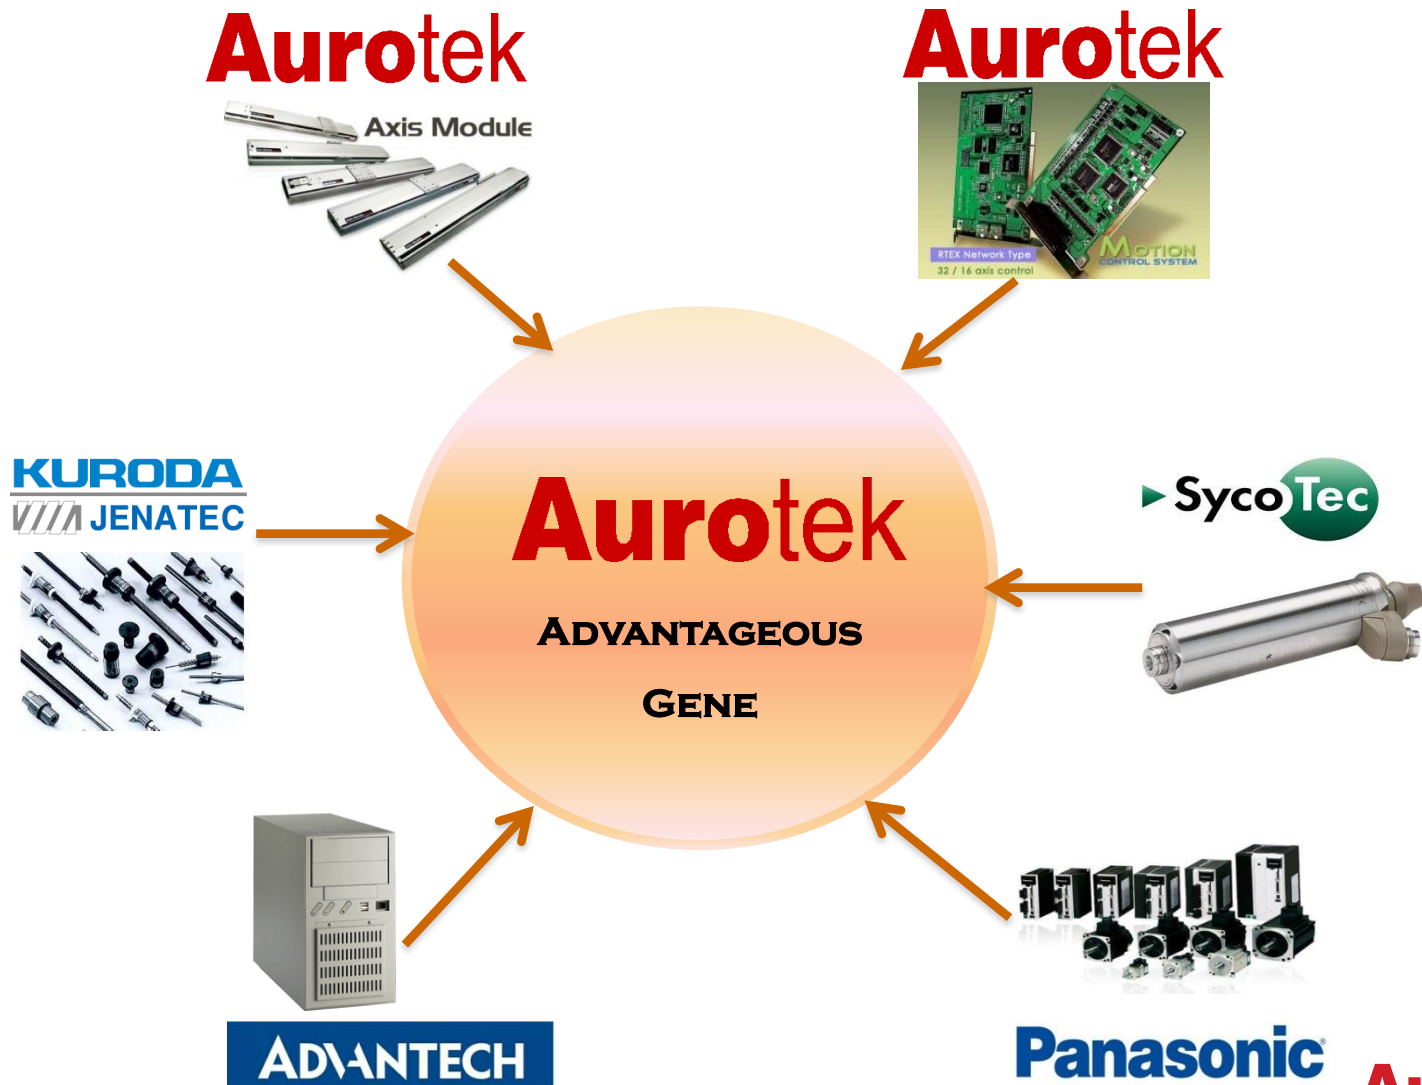 Aurotek
Aurotek
Axis Module
RTEX Network Type
32 / 16 axis control
MOTION
CONTROL SYSTEM
KURODA
JENATEC
SycoTec
Aurotek
ADVANTAGEOUS
GENE
ADVANTECH
Panasonic